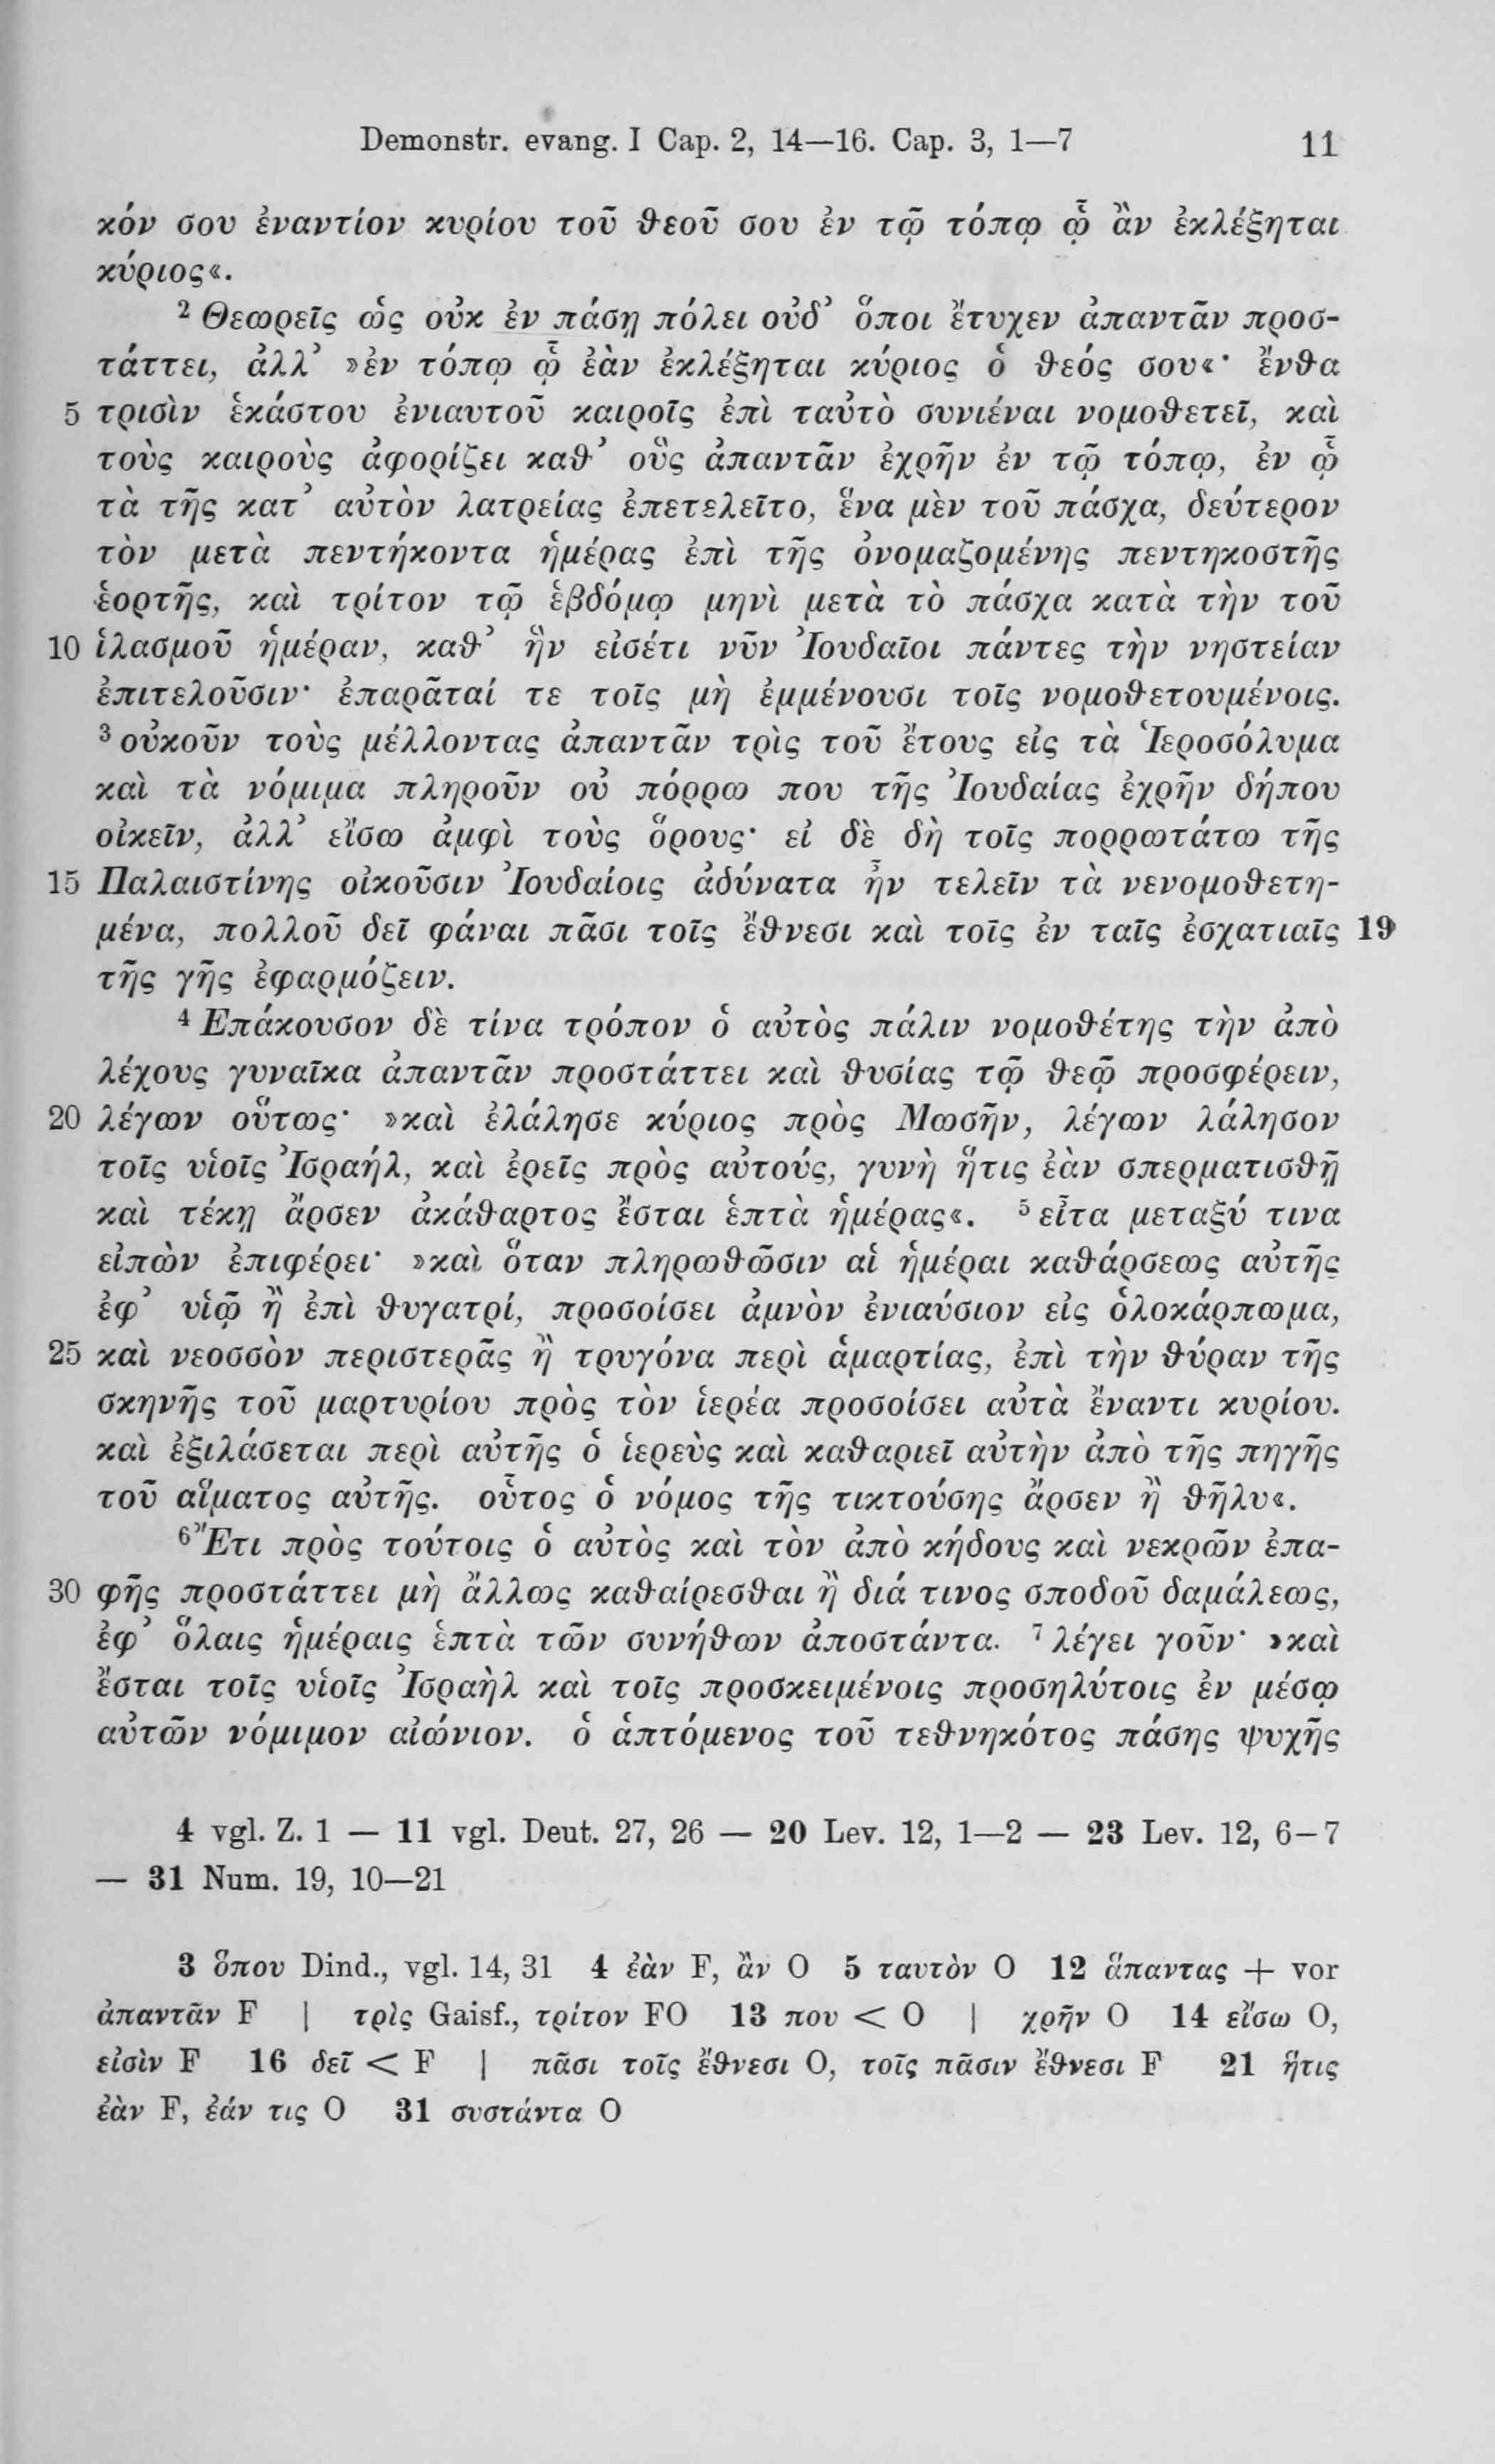 Demonstr. evang. I Cap. 2, 14—16. Cap. 3, 1—7 11
κόν σου ἐναντίον κυρίου τοῦ θεοῦ σου ἐν τῷ τόπῳ ᾧ ἂν ἐκλέξηται
κύριος«.
² Θεωρεῖς ὡς οὐκ ἐν πάσῃ πόλει οὐδ᾽ ὅποι ἔτυχεν ἀπαντᾶν προσ-
τάττει, ἀλλ᾽ »ἐν τόπῳ ᾧ ἐὰν ἐκλέξηται κύριος ὁ θεός σου«· ἔνθα
5 τρισὶν ἑκάστου ἐνιαυτοῦ καιροῖς ἐπὶ ταὐτὸ συνιέναι νομοθετεῖ, καὶ
τοὺς καιροὺς ἀφορίζει καθ᾽ οὓς ἀπαντᾶν ἐχρῆν ἐν τῷ τόπῳ, ἐν ᾧ
τὰ τῆς κατ᾽ αὐτὸν λατρείας ἐπετελεῖτο, ἕνα μὲν τοῦ πάσχα, δεύτερον
τὸν μετὰ πεντήκοντα ἡμέρας ἐπὶ τῆς ὀνομαζομένης πεντηκοστῆς
ἑορτῆς, καὶ τρίτον τῷ ἑβδόμῳ μηνὶ μετὰ τὸ πάσχα κατὰ τὴν τοῦ
10 ἱλασμοῦ ἡμέραν, καθ᾽ ἣν εἰσέτι νῦν Ἰουδαῖοι πάντες τὴν νηστείαν
ἐπιτελοῦσιν· ἐπαρᾶταί τε τοῖς μὴ ἐμμένουσι τοῖς νομοθετουμένοις.
³ οὐκοῦν τοὺς μέλλοντας ἀπαντᾶν τρὶς τοῦ ἔτους εἰς τὰ Ἱεροσόλυμα
καὶ τὰ νόμιμα πληροῦν οὐ πόρρω που τῆς Ἰουδαίας ἐχρῆν δήπου
οἰκεῖν, ἀλλ᾽ εἴσω ἀμφὶ τοὺς ὅρους· εἰ δὲ δὴ τοῖς πορρωτάτω τῆς
15 Παλαιστίνης οἰκοῦσιν Ἰουδαίοις ἀδύνατα ἦν τελεῖν τὰ νενομοθετη-
μένα, πολλοῦ δεῖ φάναι πᾶσι τοῖς ἔθνεσι καὶ τοῖς ἐν ταῖς ἐσχατιαῖς 19
τῆς γῆς ἐφαρμόζειν.
⁴ Επάκουσον δὲ τίνα τρόπον ὁ αὐτὸς πάλιν νομοθέτης τὴν ἀπὸ
λέχους γυναῖκα ἀπαντᾶν προστάττει καὶ θυσίας τῷ θεῷ προσφέρειν,
20 λέγων οὕτως· »καὶ ἐλάλησε κύριος πρὸς Μωσῆν, λέγων λάλησον
τοῖς υἱοῖς Ἰσραήλ, καὶ ἐρεῖς πρὸς αὐτούς, γυνὴ ἥτις ἐὰν σπερματισθῇ
καὶ τέκῃ ἄρσεν ἀκάθαρτος ἔσται ἑπτὰ ἡμέρας«. ⁵ εἶτα μεταξύ τινα
εἰπὼν ἐπιφέρει· »καὶ ὅταν πληρωθῶσιν αἱ ἡμέραι καθάρσεως αὐτῆς
ἐφ᾽ υἱῷ ἢ ἐπὶ θυγατρί, προσοίσει ἀμνὸν ἐνιαύσιον εἰς ὁλοκάρπωμα,
25 καὶ νεοσσὸν περιστερᾶς ἢ τρυγόνα περὶ ἁμαρτίας, ἐπὶ τὴν θύραν τῆς
σκηνῆς τοῦ μαρτυρίου πρὸς τὸν ἱερέα προσοίσει αὐτὰ ἔναντι κυρίου.
καὶ ἐξιλάσεται περὶ αὐτῆς ὁ ἱερεὺς καὶ καθαριεῖ αὐτὴν ἀπὸ τῆς πηγῆς
τοῦ αἵματος αὐτῆς. οὗτος ὁ νόμος τῆς τικτούσης ἄρσεν ἢ θῆλυ«.
⁶ Ἔτι πρὸς τούτοις ὁ αὐτὸς καὶ τὸν ἀπὸ κήδους καὶ νεκρῶν ἐπα-
30 φῆς προστάττει μὴ ἄλλως καθαίρεσθαι ἢ διά τινος σποδοῦ δαμάλεως,
ἐφ᾽ ὅλαις ἡμέραις ἑπτὰ τῶν συνήθων ἀποστάντα. ⁷ λέγει γοῦν· »καὶ
ἔσται τοῖς υἱοῖς Ἰσραὴλ καὶ τοῖς προσκειμένοις προσηλύτοις ἐν μέσῳ
αὐτῶν νόμιμον αἰώνιον. ὁ ἁπτόμενος τοῦ τεθνηκότος πάσης ψυχῆς
4 vgl. Z. 1 — 11 vgl. Deut. 27, 26 — 20 Lev. 12, 1—2 — 23 Lev. 12, 6–7
— 31 Num. 19, 10—21
3 ὅπου Dind., vgl. 14, 31 4 ἐὰν F, ἂν O 5 ταυτὸν O 12 ἅπαντας + vor
ἀπαντᾶν F | τρὶς Gaisf., τρίτον FO 13 που < O | χρῆν O 14 εἴσω O,
εἰσὶν F 16 δεῖ < F | πᾶσι τοῖς ἔθνεσι O, τοῖς πᾶσιν ἔθνεσι F 21 ἥτις
ἐὰν F, ἐάν τις O 31 συστάντα O